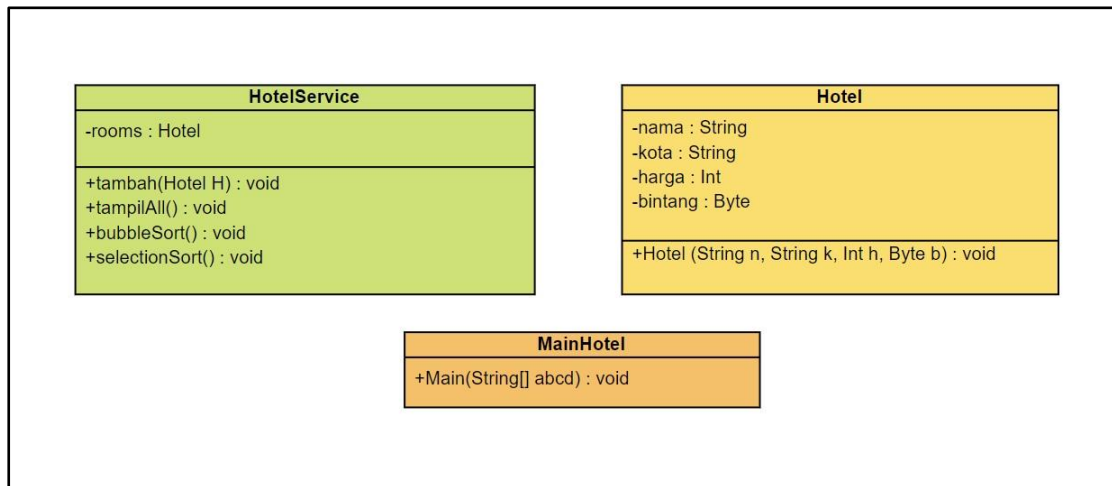 HotelService
-rooms : Hotel
+tambah(Hotel H) : void
+tampilAll() : void
+bubbleSort() : void
+selectionSort() : void
Hotel
-nama : String
-kota : String
-harga : Int
-bintang : Byte
+Hotel (String n, String k, Int h, Byte b) : void
MainHotel
+Main(String[] abcd) : void